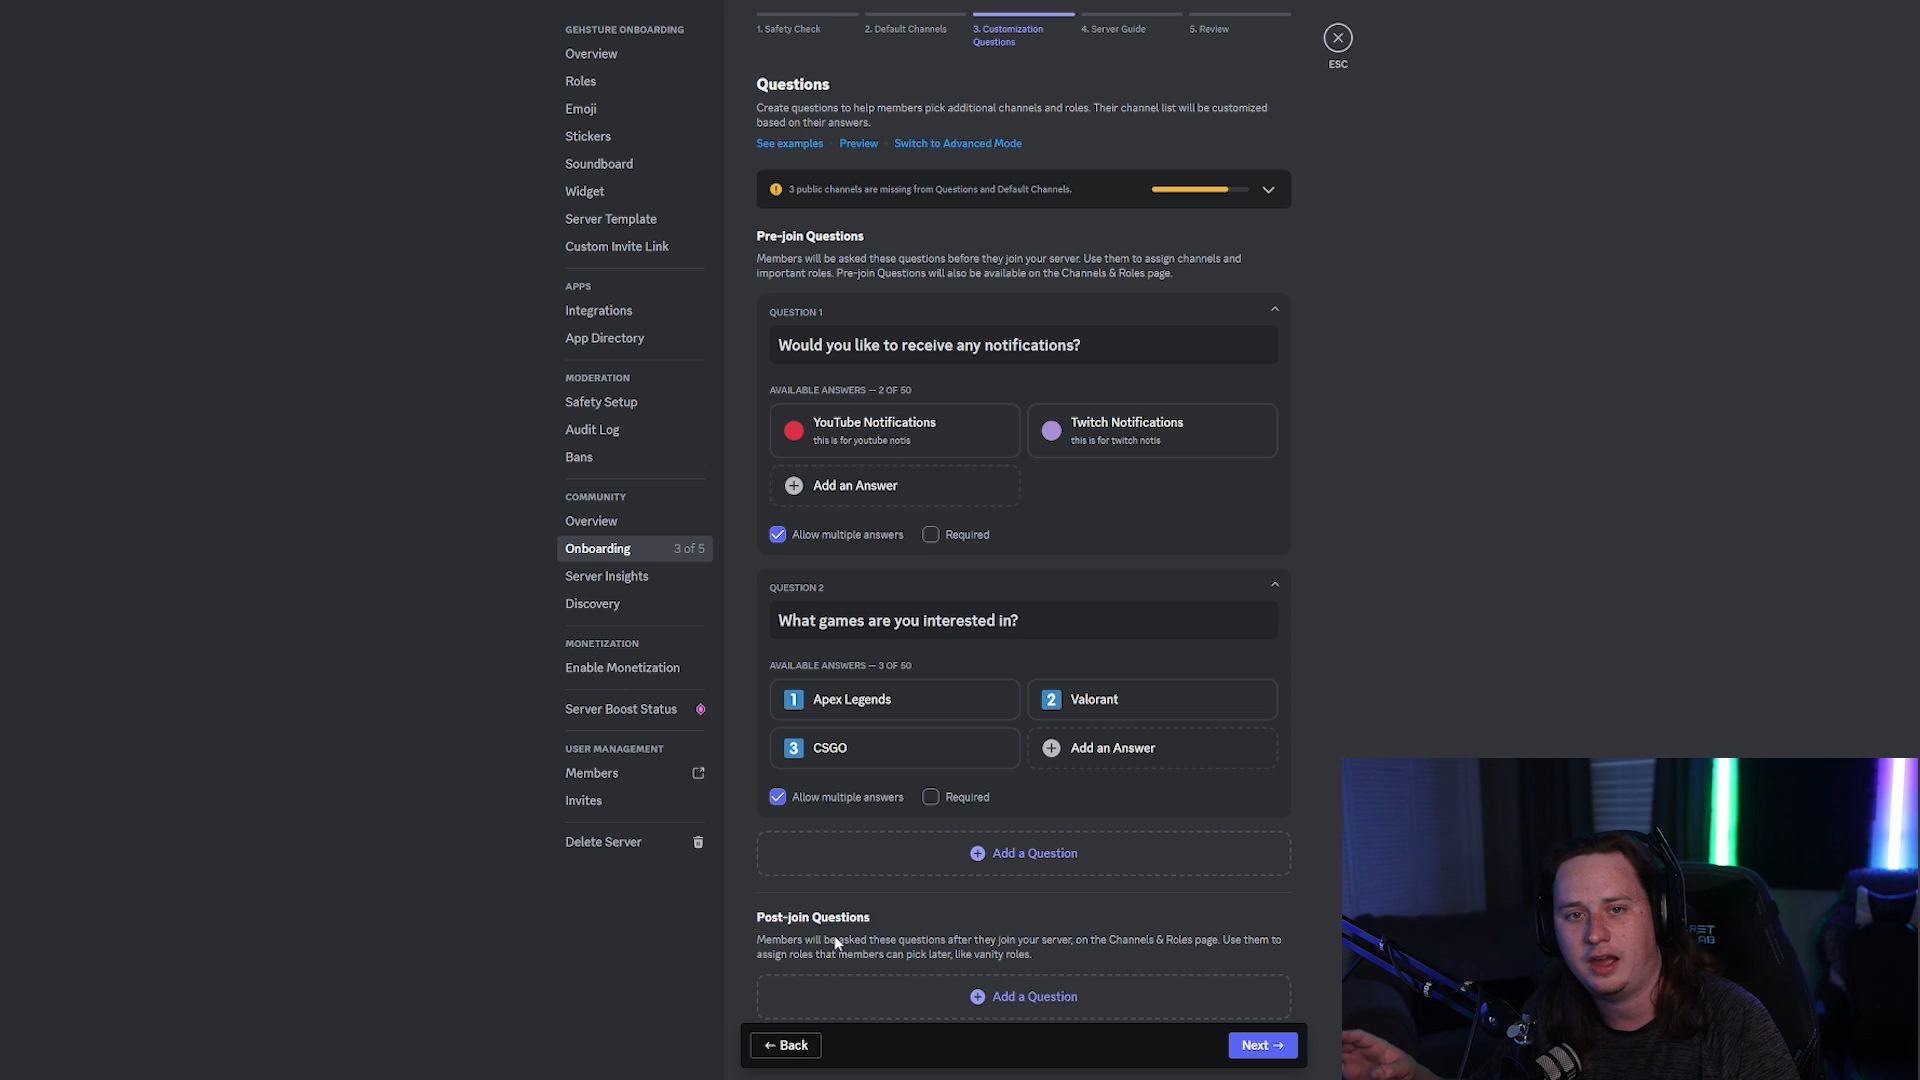 GEHSTURE ONBOARDING
Overview
Roles
Emoji
Stickers
Soundboard
Widget
Server Template
Custom Invite Link
APPS
Integrations
App Directory
MODERATION
Safety Setup
Audit Log
Bans
COMMUNITY
Overview
Onboarding 3 of 5
Server Insights
Discovery
MONETIZATION
Enable Monetization
Server Boost Status
USER MANAGEMENT
Members
Invites
Delete Server
1. Safety Check
2. Default Channels
3. Customization
Questions
4. Server Guide
5. Review
ESC
Questions
Create questions to help members pick additional channels and roles. Their channel list will be customized
based on their answers.
See examples Preview Switch to Advanced Mode
3 public channels are missing from Questions and Default Channels.
Pre-join Questions
Members will be asked these questions before they join your server. Use them to assign channels and
important roles. Pre-join Questions will also be available on the Channels & Roles page.
QUESTION 1
Would you like to receive any notifications?
AVAILABLE ANSWERS — 2 OF 50
YouTube Notifications
this is for youtube notis
Twitch Notifications
this is for twitch notis
Add an Answer
Allow multiple answers Required
QUESTION 2
What games are you interested in?
AVAILABLE ANSWERS — 3 OF 50
1 Apex Legends
2 Valorant
3 CSGO
Add an Answer
Allow multiple answers Required
Add a Question
Post-join Questions
Members will be asked these questions after they join your server, on the Channels & Roles page. Use them to
assign roles that members can pick later, like vanity roles.
Add a Question
← Back
Next →